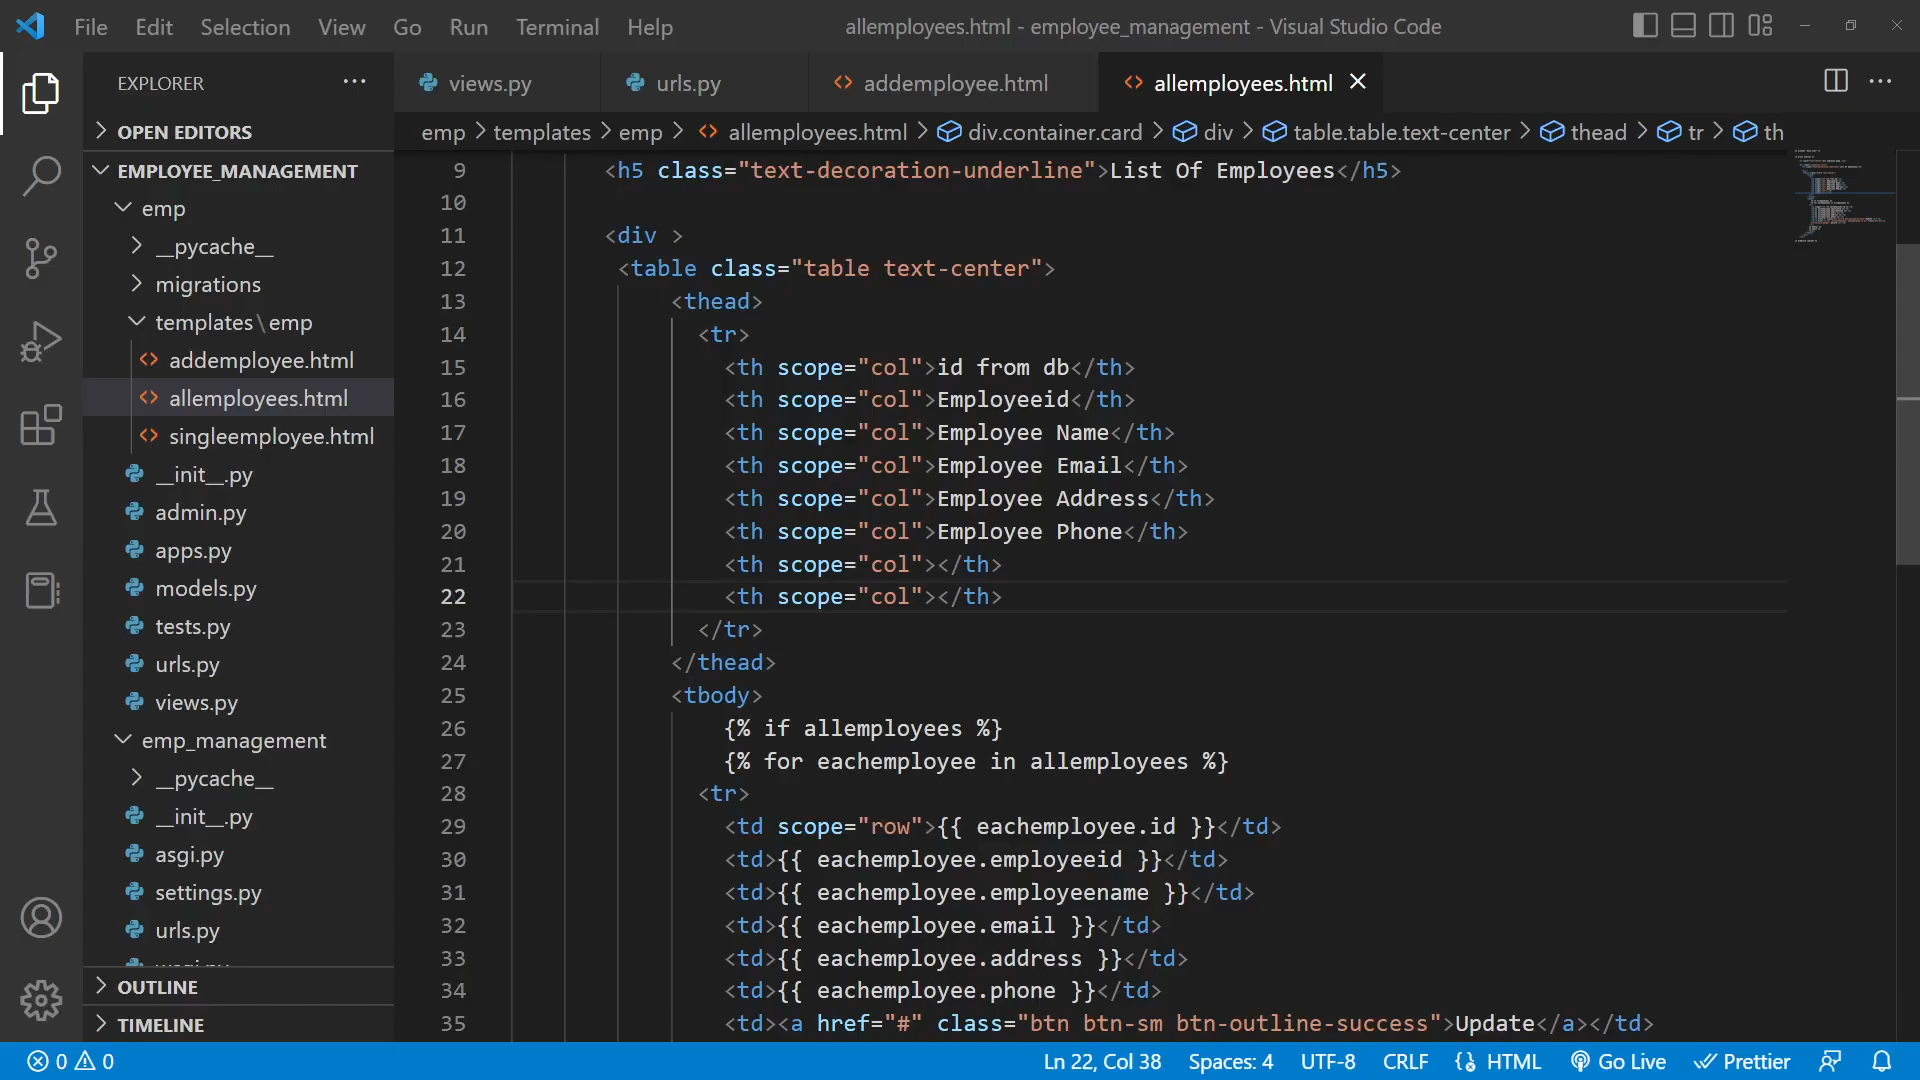 File Edit Selection View Go Run Terminal Help
allemployees.html - employee_management - Visual Studio Code
EXPLORER
views.py
urls.py
addemployee.html
allemployees.html
OPEN EDITORS
emp > templates > emp > allemployees.html > div.container.card > div > table.table.text-center > thead > tr > th
EMPLOYEE_MANAGEMENT
emp
__pycache__
migrations
templates\emp
addemployee.html
allemployees.html
singleemployee.html
__init__.py
admin.py
apps.py
models.py
tests.py
urls.py
views.py
emp_management
__pycache__
__init__.py
asgi.py
settings.py
urls.py
OUTLINE
TIMELINE
9 <h5 class="text-decoration-underline">List Of Employees</h5>
10
11 <div >
12 <table class="table text-center">
13 <thead>
14 <tr>
15 <th scope="col">id from db</th>
16 <th scope="col">Employeeid</th>
17 <th scope="col">Employee Name</th>
18 <th scope="col">Employee Email</th>
19 <th scope="col">Employee Address</th>
20 <th scope="col">Employee Phone</th>
21 <th scope="col"></th>
22 <th scope="col"></th>
23 </tr>
24 </thead>
25 <tbody>
26 {% if allemployees %}
27 {% for eachemployee in allemployees %}
28 <tr>
29 <td scope="row">{{ eachemployee.id }}</td>
30 <td>{{ eachemployee.employeeid }}</td>
31 <td>{{ eachemployee.employeename }}</td>
32 <td>{{ eachemployee.email }}</td>
33 <td>{{ eachemployee.address }}</td>
34 <td>{{ eachemployee.phone }}</td>
35 <td><a href="#" class="btn btn-sm btn-outline-success">Update</a></td>
0 0
Ln 22, Col 38 Spaces: 4 UTF-8 CRLF HTML Go Live Prettier